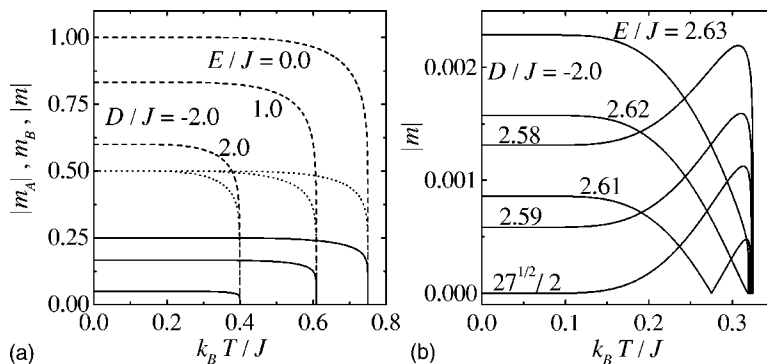 1.00
0.75
0.50
0.25
0.00
|m_A| , m_B , |m|
E / J = 0.0
D / J = -2.0
1.0
2.0
0.0 0.2 0.4 0.6 0.8
k_B T / J
(a)
0.002
0.001
0.000
|m|
E / J = 2.63
D / J = -2.0
2.62
2.58
2.61
2.59
27^{1/2}/ 2
0.0 0.1 0.2 0.3
k_B T / J
(b)